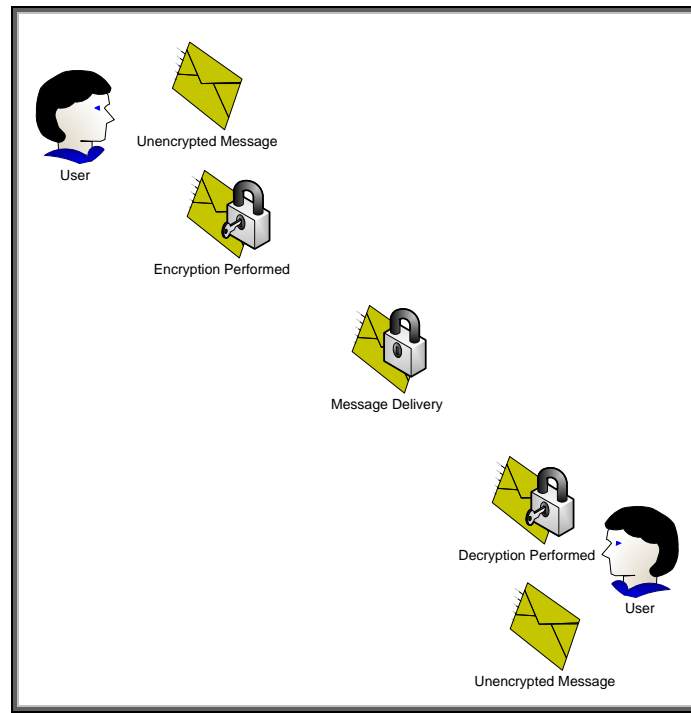 Unencrypted Message
User
Encryption Performed
Message Delivery
Decryption Performed
User
Unencrypted Message